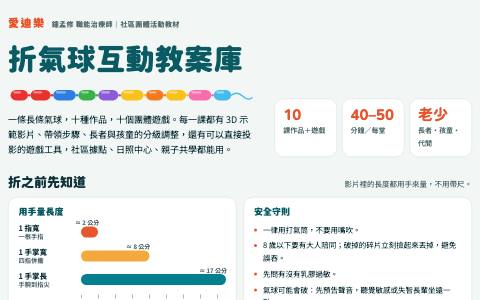 愛迪樂 鍾孟修 職能治療師｜社區團體活動教材
折氣球互動教案庫
一條長條氣球，十種作品，十個團體遊戲。每一課都有 3D 示
範影片、帶領步驟、長者與孩童的分級調整，還有可以直接投
影的遊戲工具，社區據點、日照中心、親子共學都能用。
10
課作品＋遊戲
40–50
分鐘／每堂
老少
長者・孩童・
代間
折之前先知道
影片裡的長度都用手來量，不用帶尺。
用手量長度
1 指寬
一根手指
≈ 2 公分
1 手掌寬
四指併攏
≈ 8 公分
1 手掌長
手腕到指尖
≈ 17 公分
安全守則
一律用打氣筒，不要用嘴吹。
8 歲以下要有大人陪同；破掉的碎片立刻撿起來丟掉，避免
誤吞。
先問有沒有乳膠過敏。
氣球可能會破：先預告聲音，聽覺敏感或失智長輩坐遠一